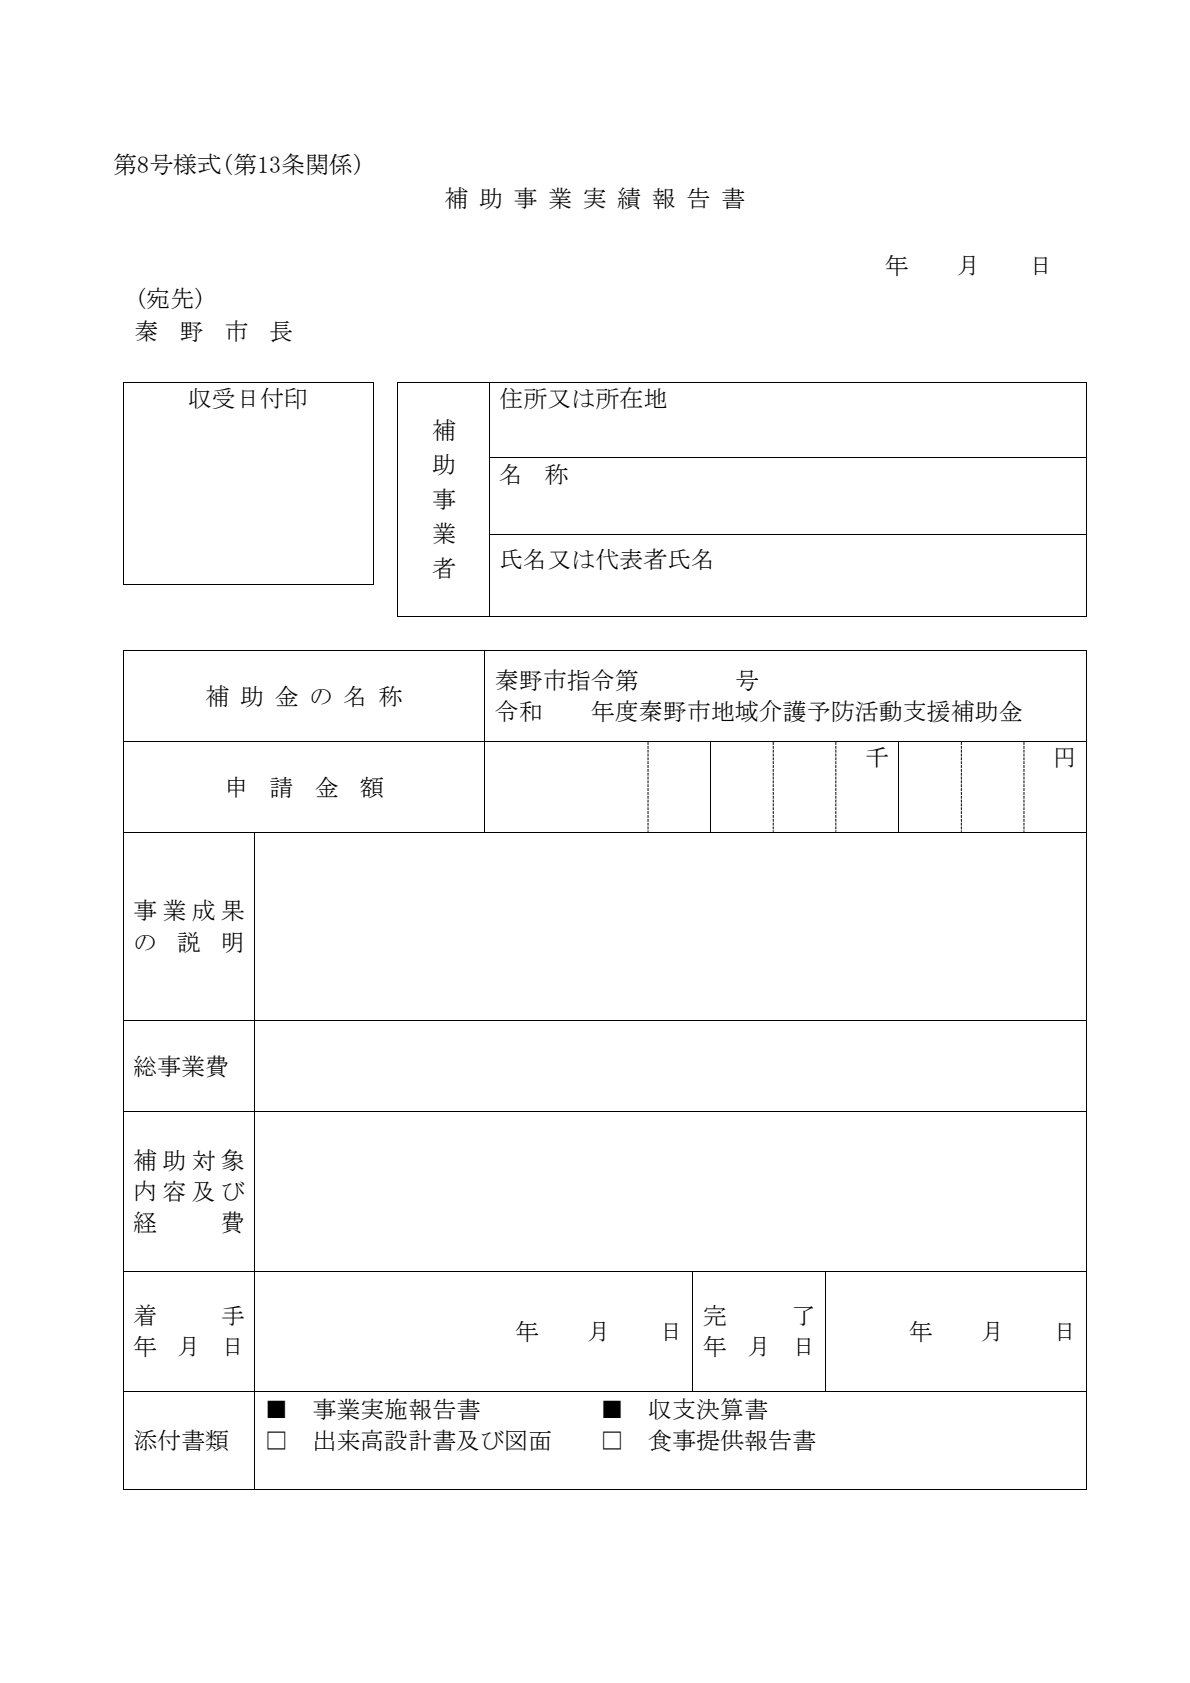 第8号様式(第13条関係)
補助事業実績報告書
年　　月　　日
(宛先)
秦　野　市　長
収受日付印
補助事業者
住所又は所在地
名　称
氏名又は代表者氏名
補助金の名称
秦野市指令第　　　　号
令和　　年度秦野市地域介護予防活動支援補助金
申　請　金　額
千
円
事業成果
の説明
総事業費
補助対象
内容及び
経費
着手
年月日
年　　月　　日
完了
年月日
年　　月　　日
添付書類
■　事業実施報告書　　　　　■　収支決算書
□　出来高設計書及び図面　　□　食事提供報告書